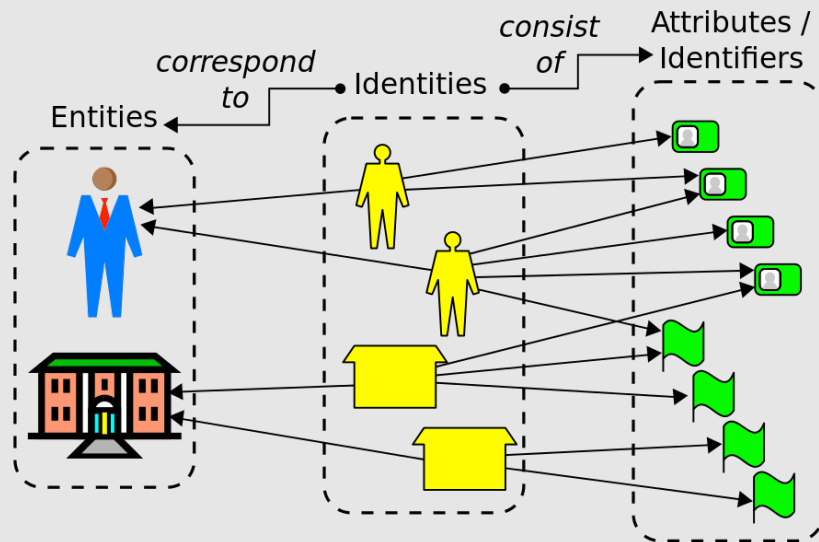 consist
of
Attributes /
Identifiers
correspond
to
Identities
Entities